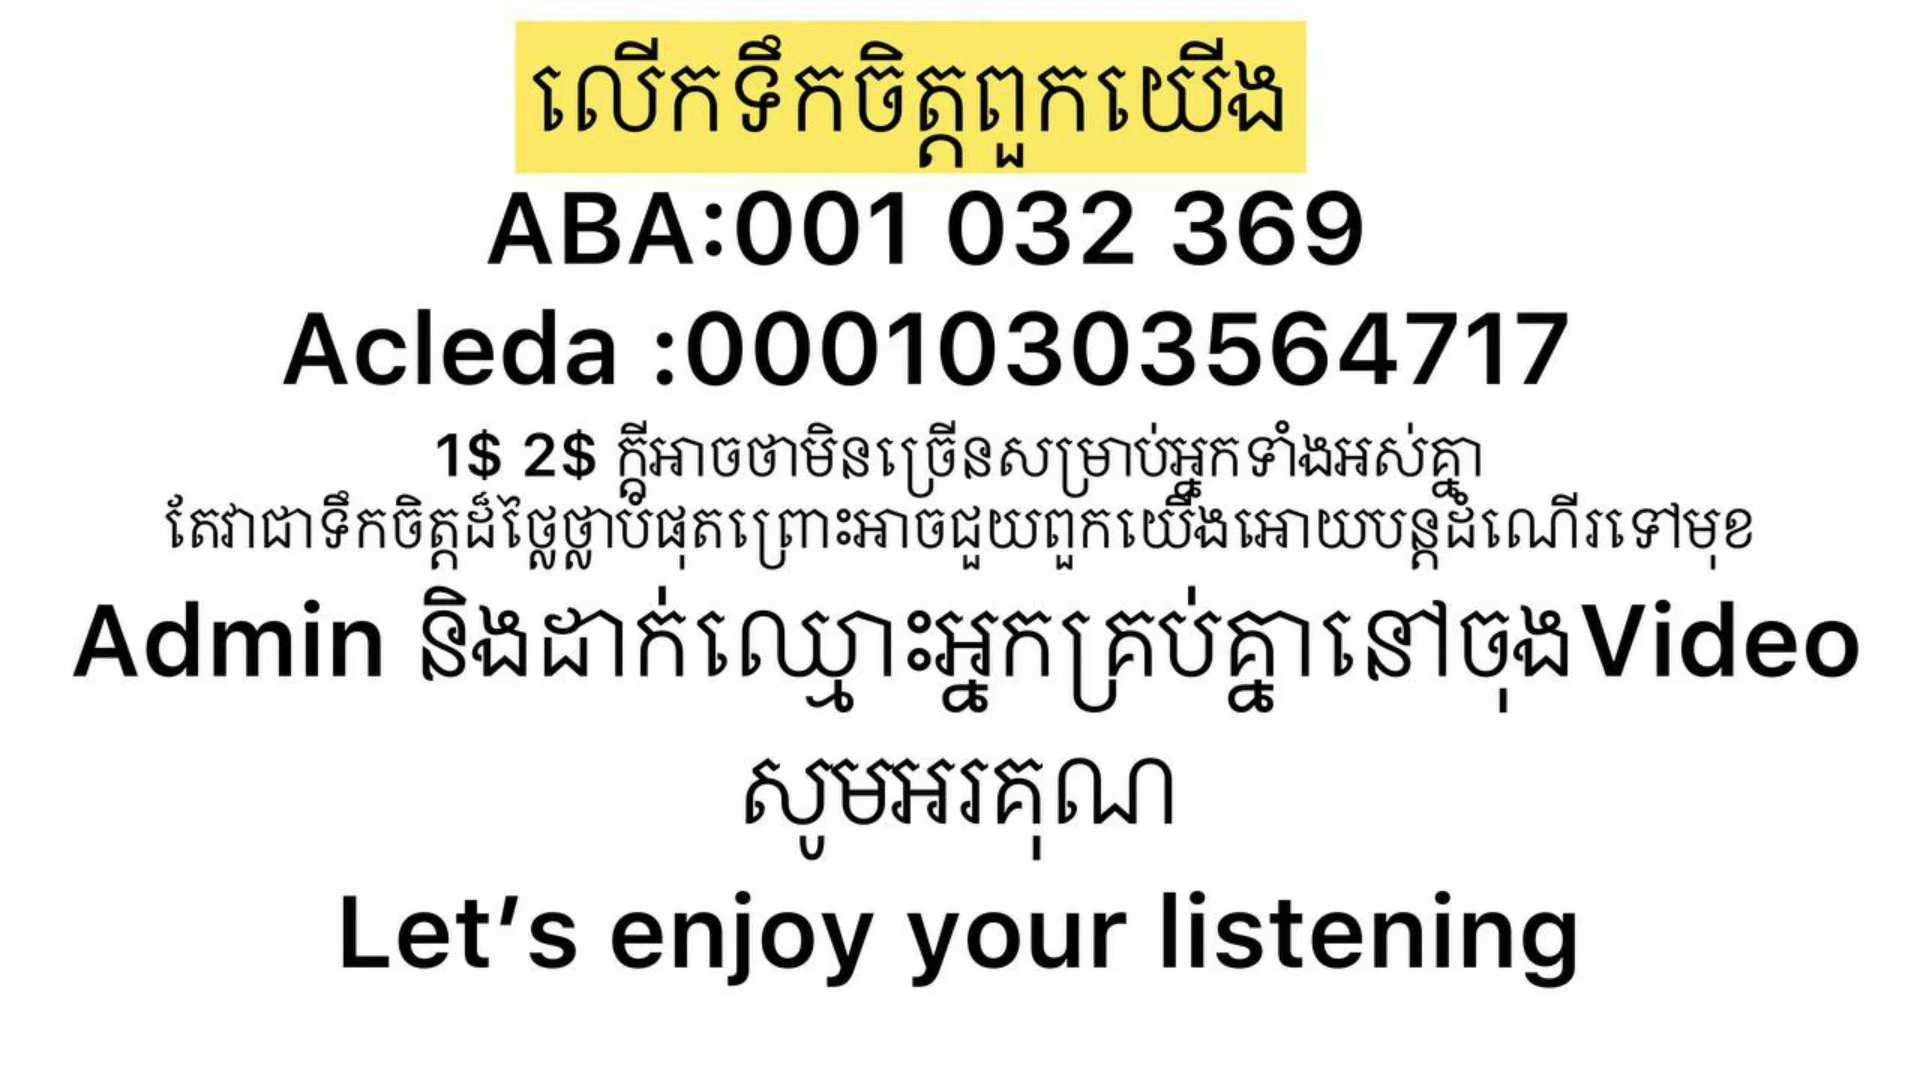 លើកទឹកចិត្តពួកយើង
ABA:001 032 369
Acleda :00010303564717
1$ 2$ ក្តីអាចថាមិនច្រើនសម្រាប់អ្នកទាំងអស់គ្នា
តែវាជាទឹកចិត្តដ៏ថ្លៃថ្លាបំផុតព្រោះអាចជួយពួកយើងអោយបន្តដំណើរទៅមុខ
Admin និងដាក់ឈ្មោះអ្នកគ្រប់គ្នានៅចុងVideo
សូមអរគុណ
Let’s enjoy your listening